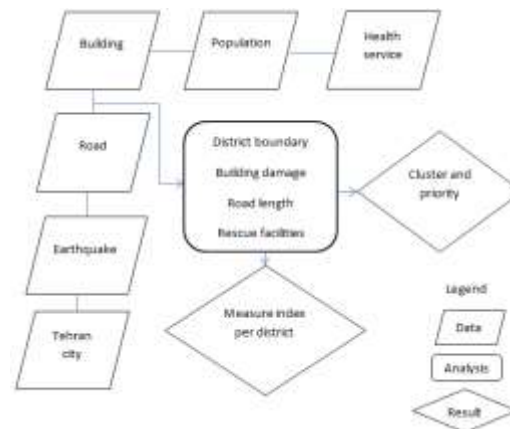 Building
Population
Health
service
Road
District boundary
Building damage
Road length
Rescue facilities
Cluster and
priority
Earthquake
Tehran
city
Measure index
per district
Legend
Data
Analysis
Result